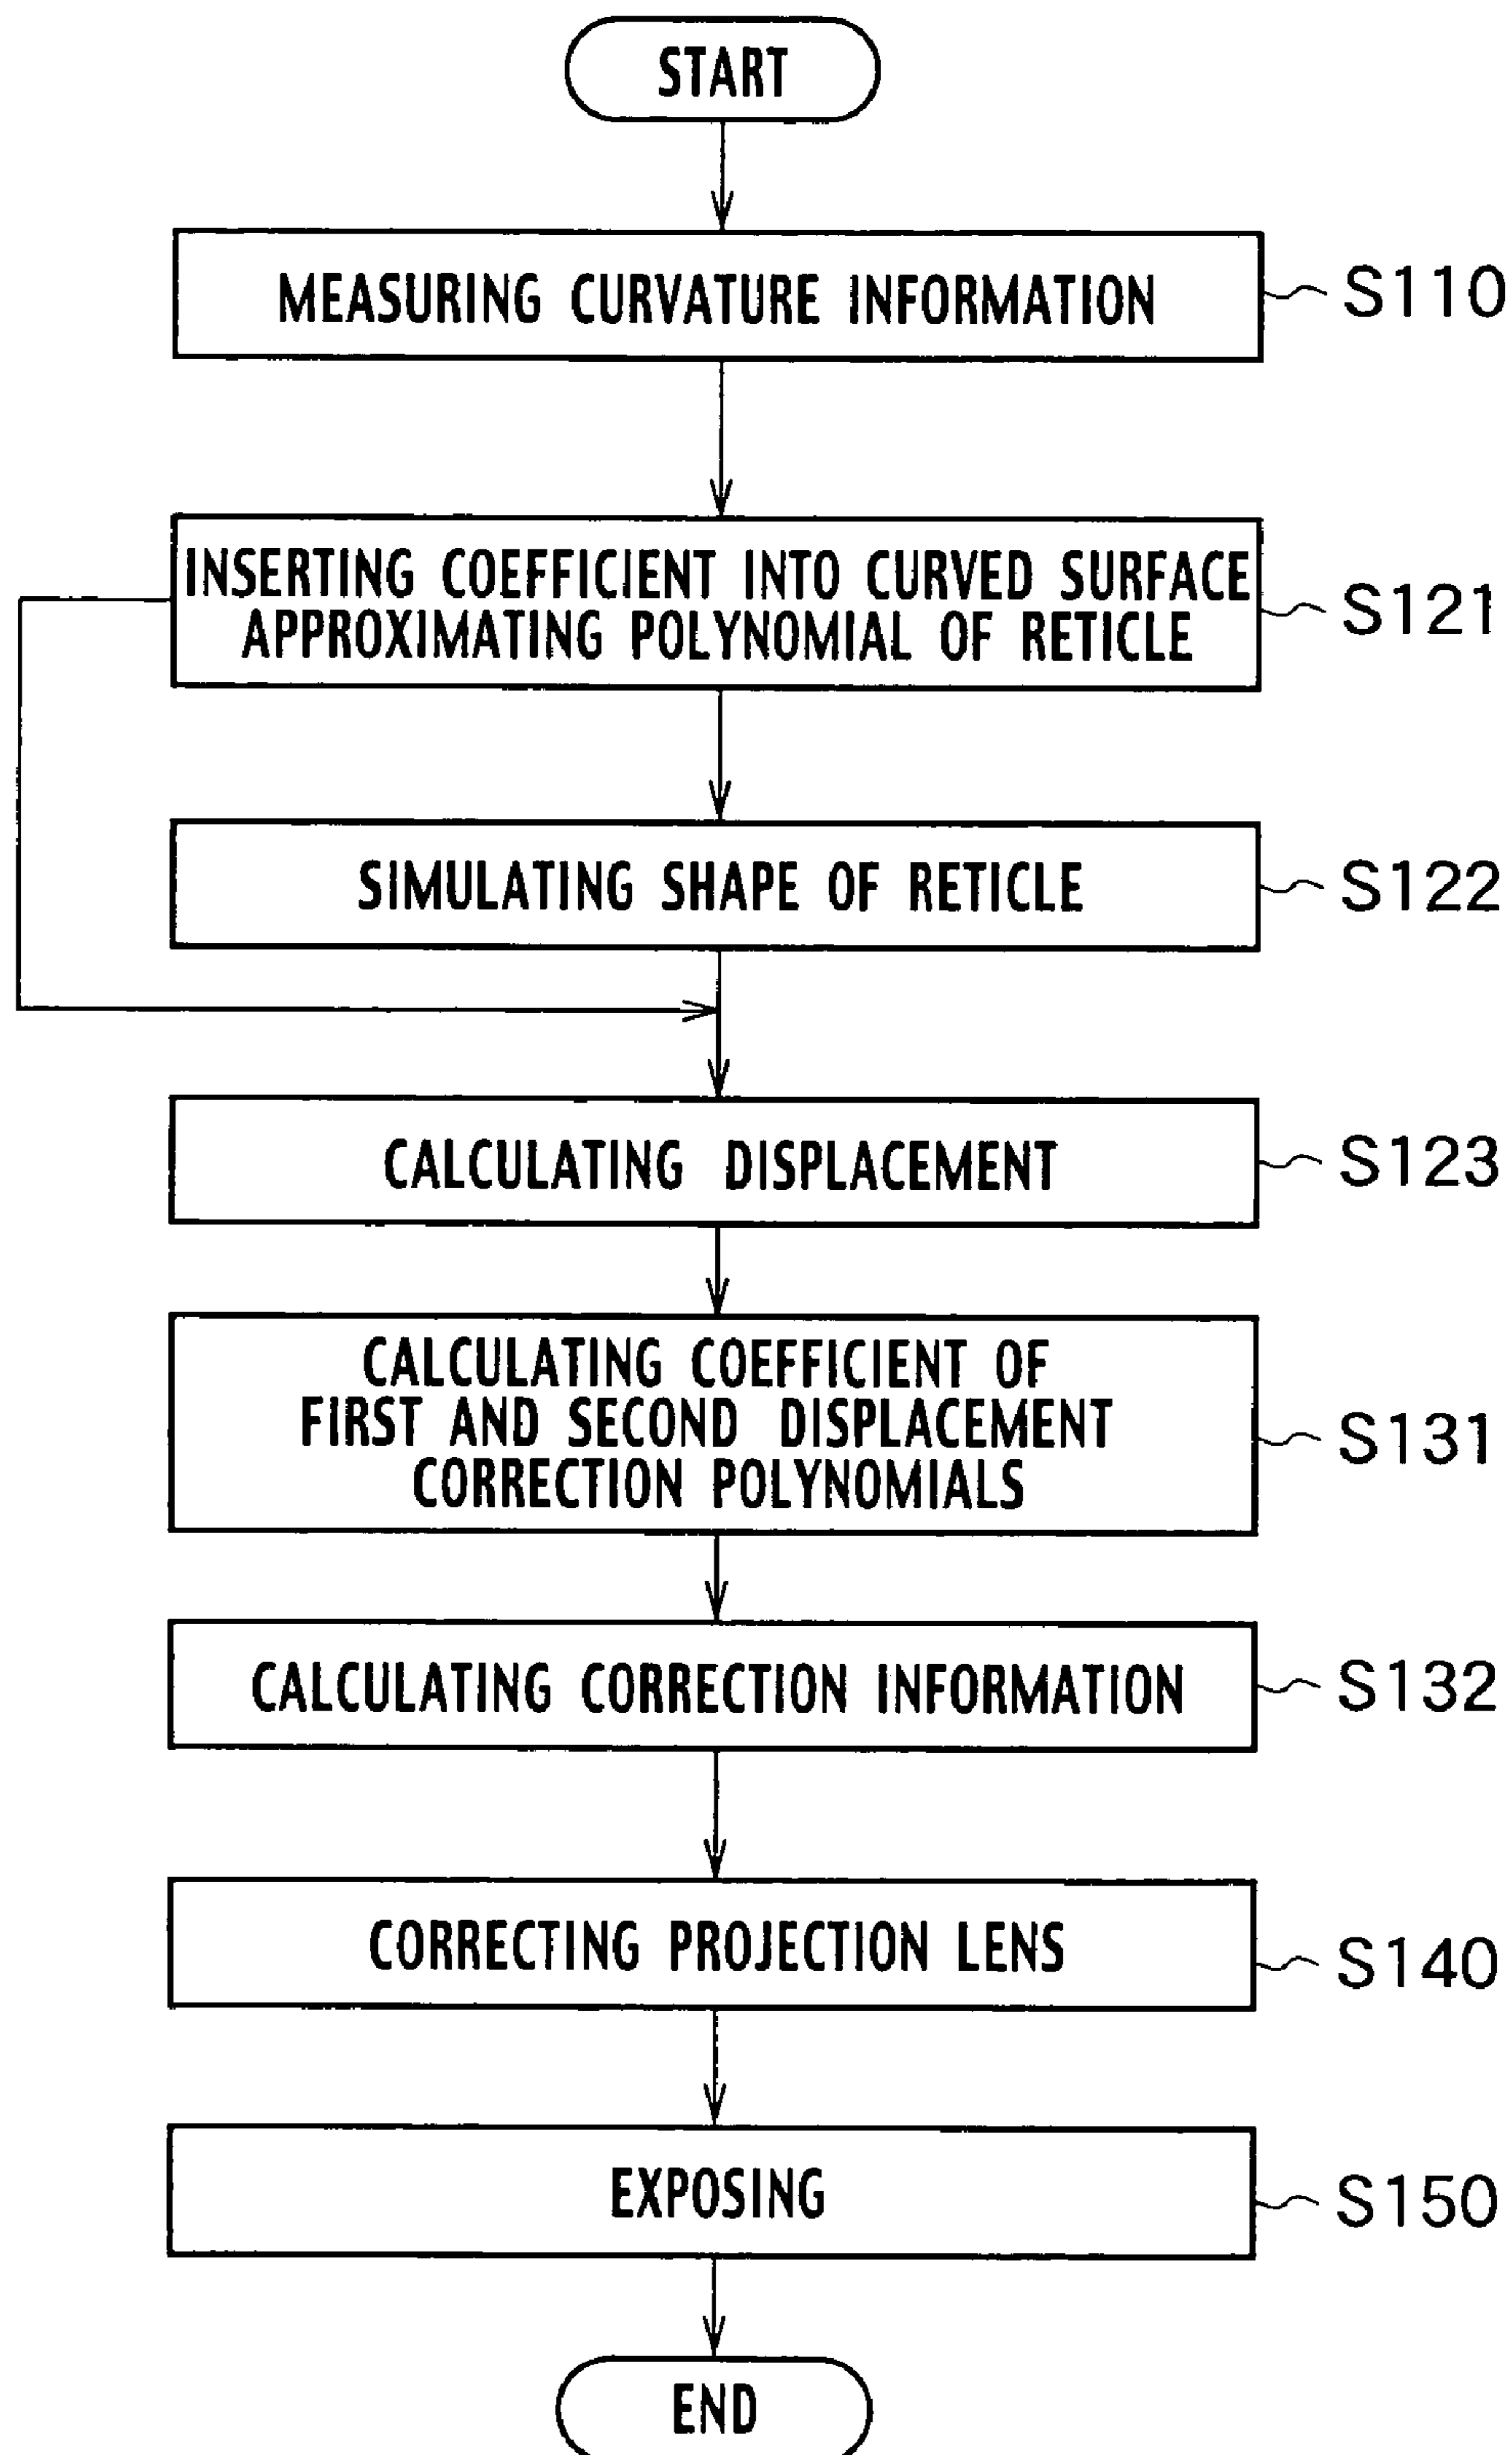 START
MEASURING CURVATURE INFORMATION
S110
INSERTING COEFFICIENT INTO CURVED SURFACE
APPROXIMATING POLYNOMIAL OF RETICLE
S121
SIMULATING SHAPE OF RETICLE
S122
CALCULATING DISPLACEMENT
S123
CALCULATING COEFFICIENT OF
FIRST AND SECOND DISPLACEMENT
CORRECTION POLYNOMIALS
S131
CALCULATING CORRECTION INFORMATION
S132
CORRECTING PROJECTION LENS
S140
EXPOSING
S150
END